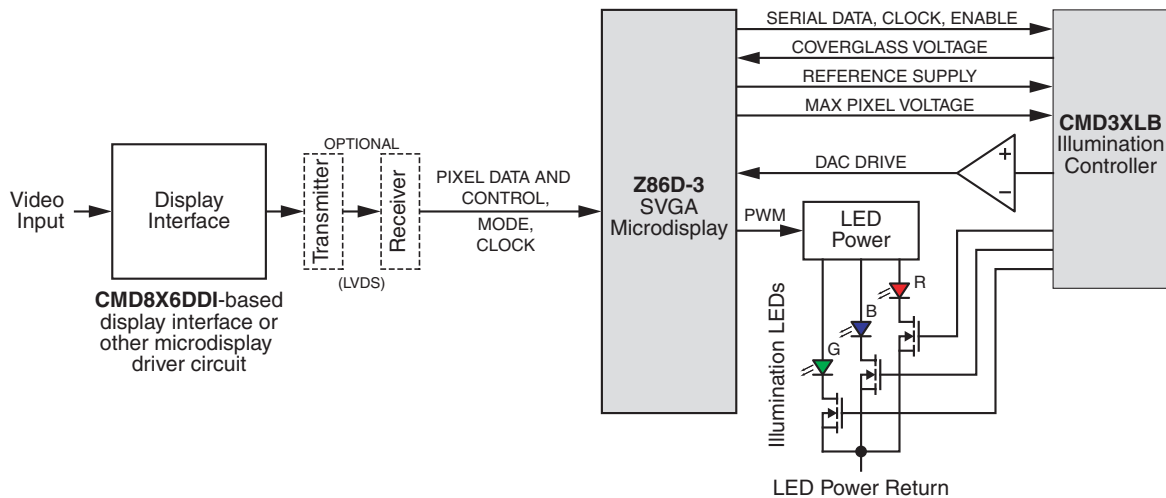 Video
Input
Display
Interface
CMD8X6DDI-based
display interface or
other microdisplay
driver circuit
OPTIONAL
Transmitter
Receiver
(LVDS)
PIXEL DATA AND
CONTROL,
MODE,
CLOCK
Z86D-3
SVGA
Microdisplay
SERIAL DATA, CLOCK, ENABLE
COVERGLASS VOLTAGE
REFERENCE SUPPLY
MAX PIXEL VOLTAGE
DAC DRIVE
+
–
CMD3XLB
Illumination
Controller
PWM
LED
Power
R
B
G
Illumination LEDs
LED Power Return